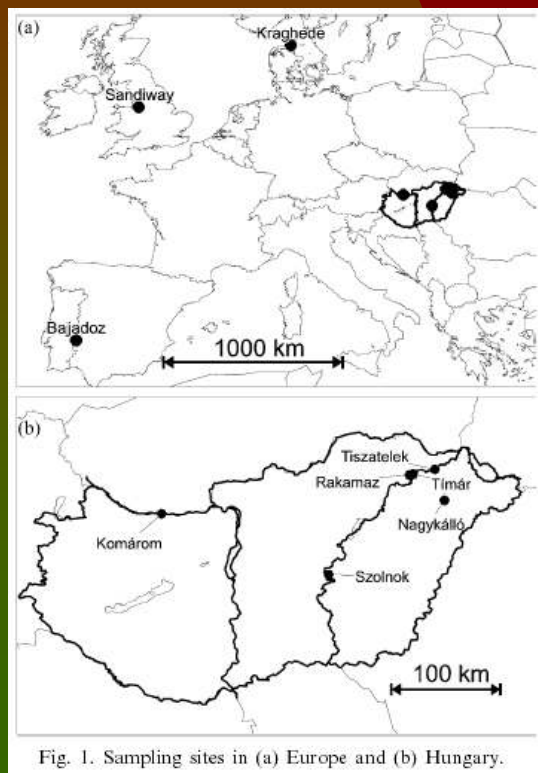 (a)
Kraghede
Sandiway
Bajadoz
1000 km
(b)
Tiszatelek
Rakamaz
Tímár
Nagykálló
Komárom
Szolnok
100 km
Fig. 1. Sampling sites in (a) Europe and (b) Hungary.